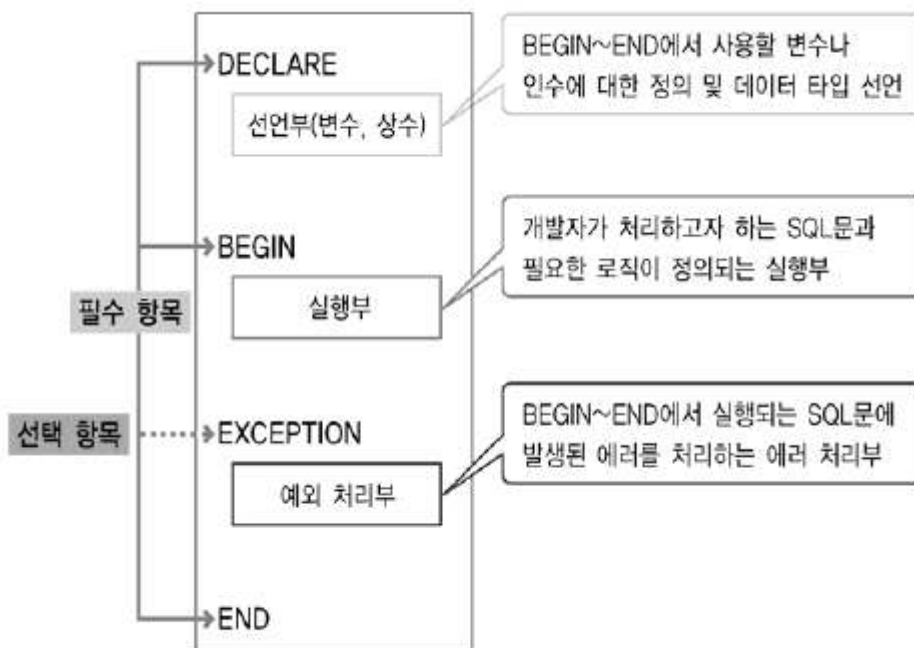 DECLARE
선언부(변수, 상수)
BEGIN~END에서 사용할 변수나
인수에 대한 정의 및 데이터 타입 선언
BEGIN
실행부
개발자가 처리하고자 하는 SQL문과
필요한 로직이 정의되는 실행부
필수 항목
선택 항목
EXCEPTION
예외 처리부
BEGIN~END에서 실행되는 SQL문에
발생된 에러를 처리하는 에러 처리부
END